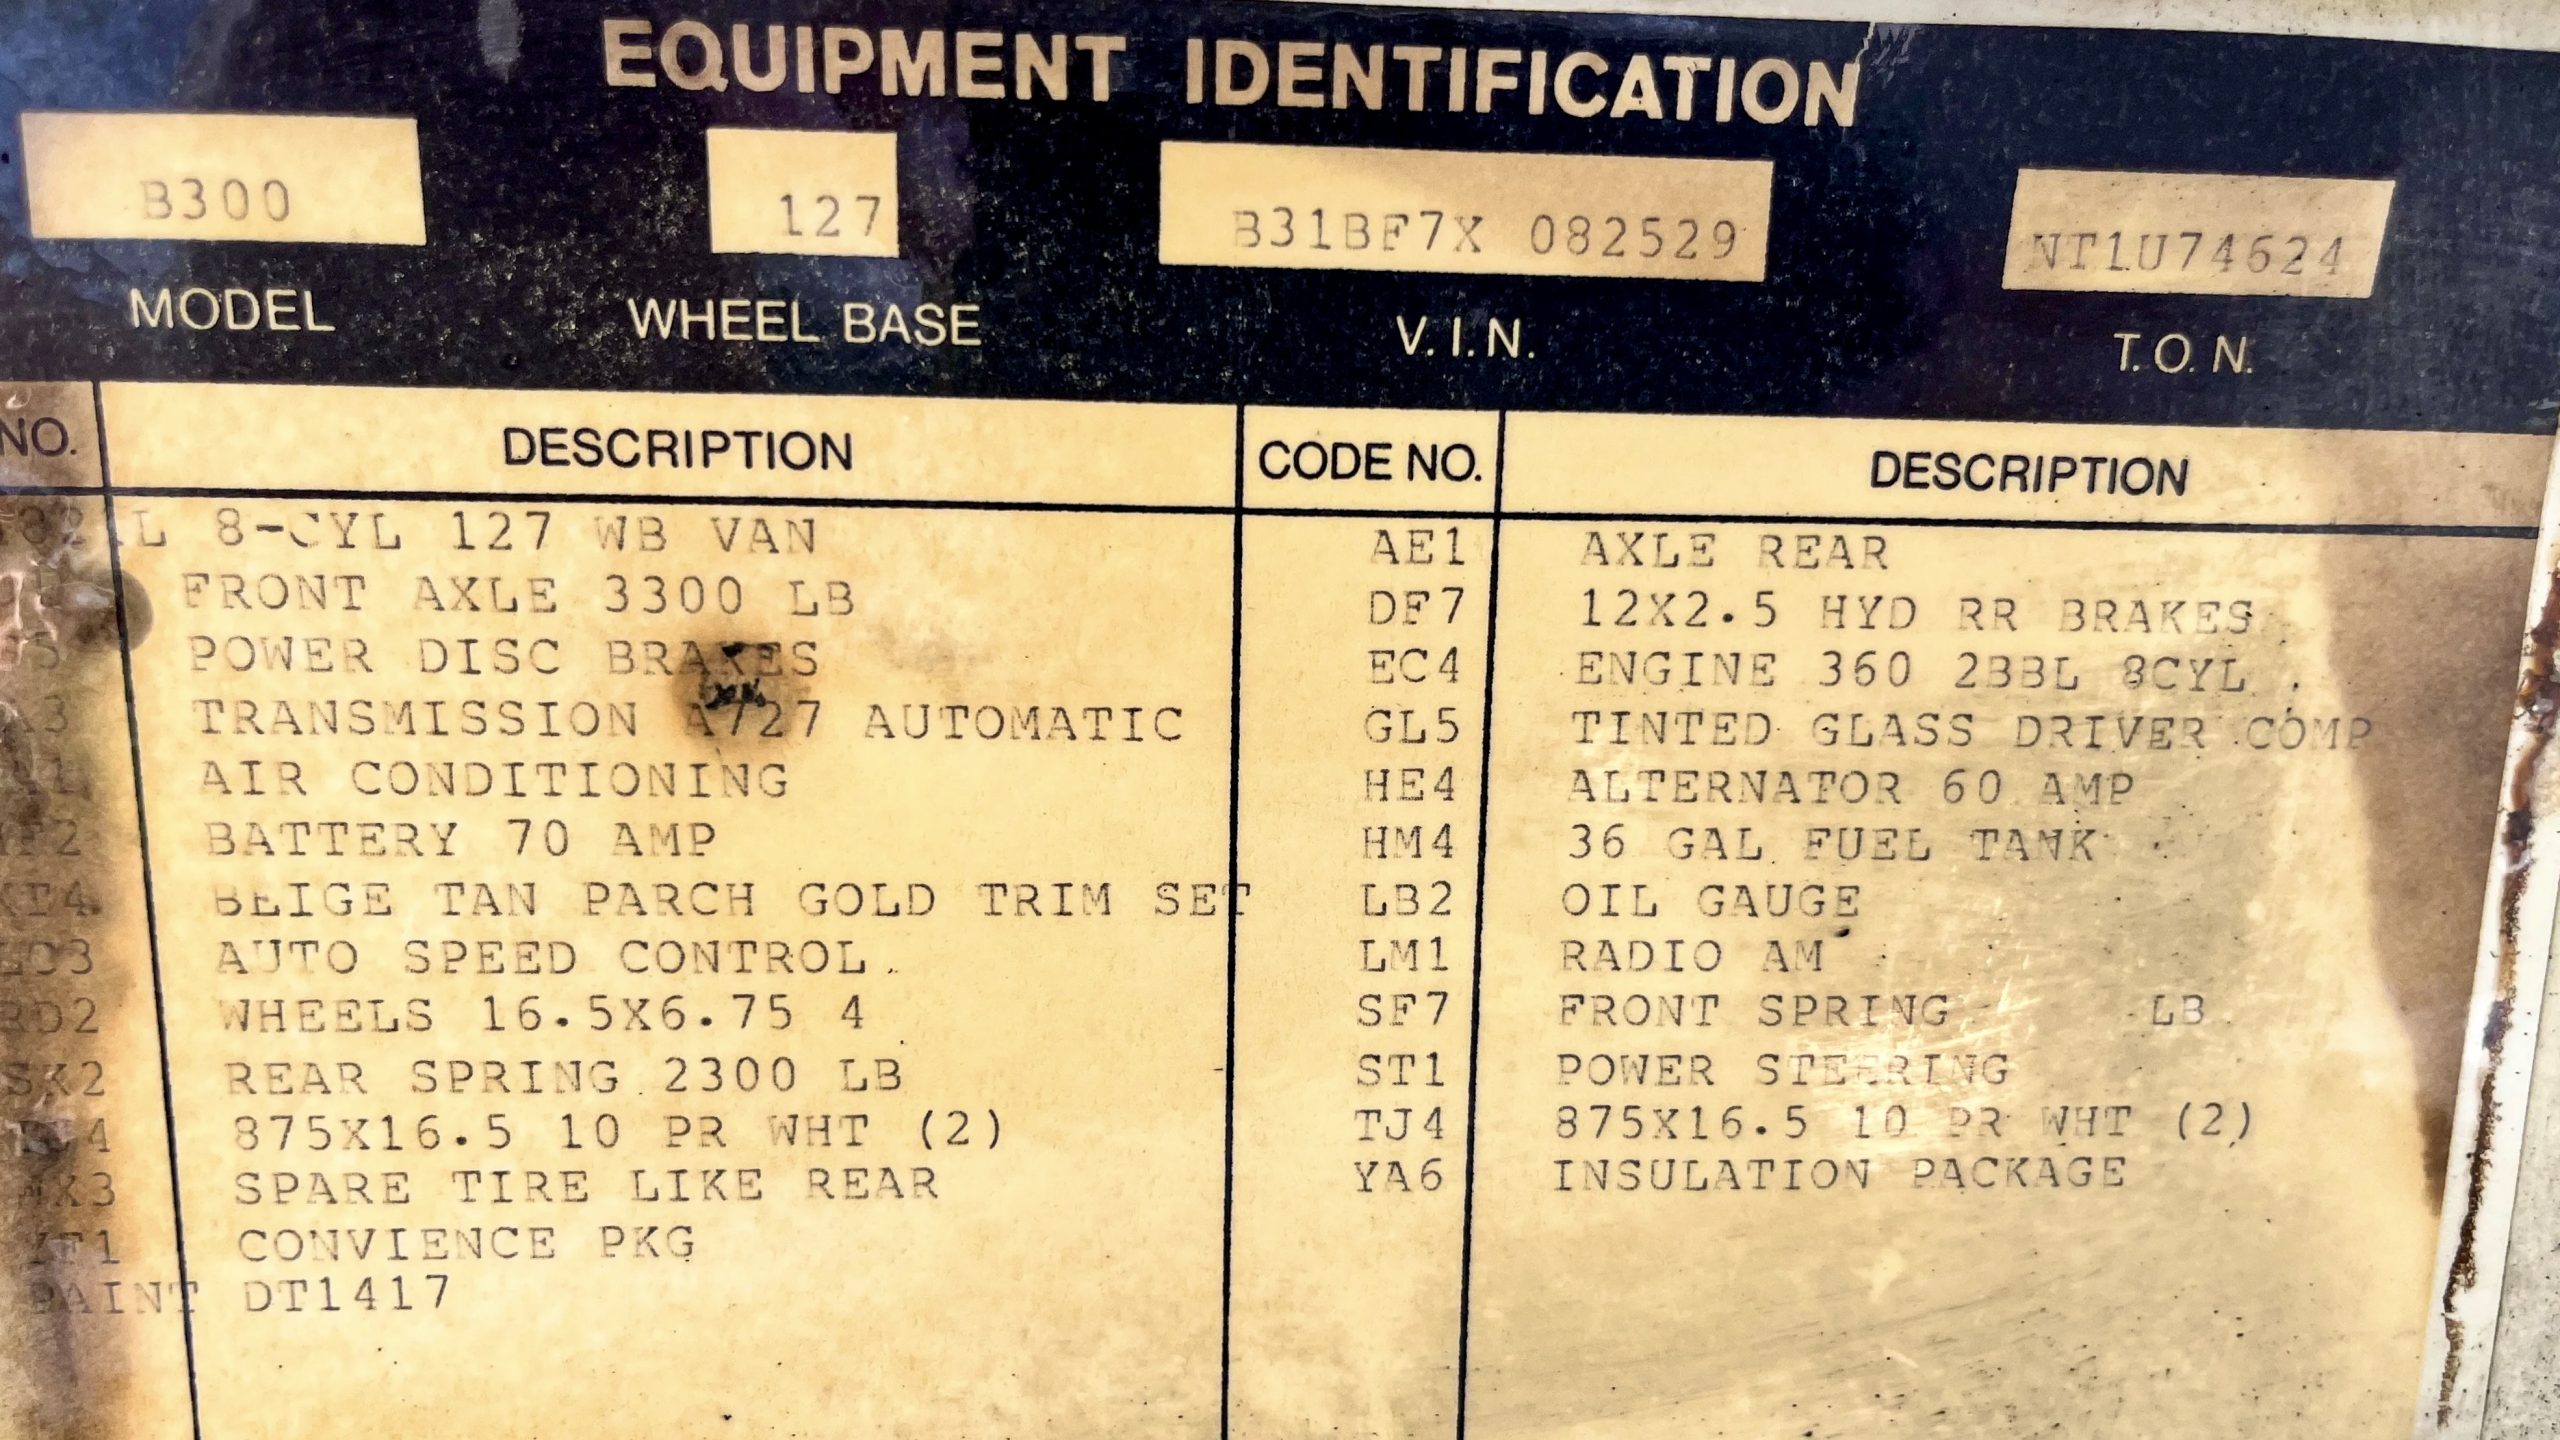 EQUIPMENT IDENTIFICATION
B300 127 B31BF7X 082529 NT1U74624
MODEL WHEEL BASE V.I.N. T.O.N.
NO. DESCRIPTION CODE NO. DESCRIPTION
8-CYL 127 WB VAN AE1 AXLE REAR
FRONT AXLE 3300 LB DF7 12X2.5 HYD RR BRAKES
POWER DISC BRAKES EC4 ENGINE 360 2BBL 8CYL
TRANSMISSION A727 AUTOMATIC GL5 TINTED GLASS DRIVER COMP
AIR CONDITIONING HE4 ALTERNATOR 60 AMP
BATTERY 70 AMP HM4 36 GAL FUEL TANK
BEIGE TAN PARCH GOLD TRIM SET LB2 OIL GAUGE
AUTO SPEED CONTROL LM1 RADIO AM
RD2 WHEELS 16.5X6.75 4 SF7 FRONT SPRING LB
SK2 REAR SPRING 2300 LB ST1 POWER STEERING
875X16.5 10 PR WHT (2) TJ4 875X16.5 10 PR WHT (2)
SPARE TIRE LIKE REAR YA6 INSULATION PACKAGE
CONVIENCE PKG
PAINT DT1417